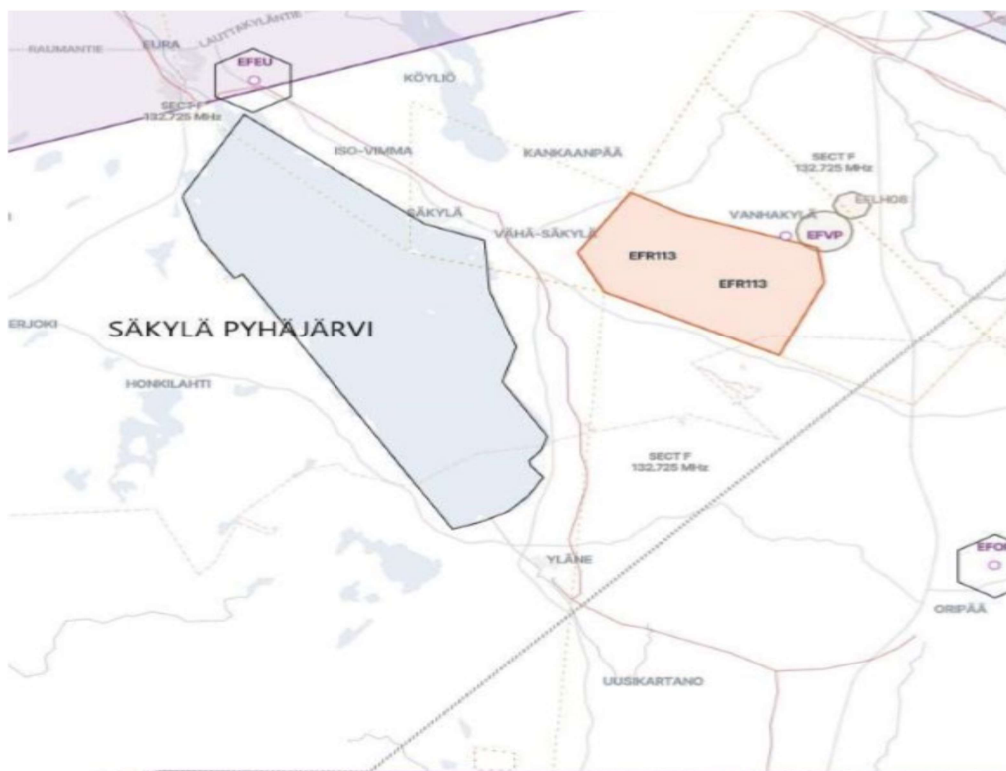 LAUTTAKYLÄNTIE
RAUMANTIE
EURA
EFEU
KÖYLIÖ
SECT F
132.725 MHz
ISO-VIMMA
KANKAANPÄÄ
SECT F
132.725 MHz
SÄKYLÄ
VÄHÄ-SÄKYLÄ
VANHAKYLÄ
EFVP
EFR113
EFR113
ERJOKI
SÄKYLÄ PYHÄJÄRVI
HONKILAHTI
SECT F
132.725 MHz
YLÄNE
ORIPÄÄ
UUSIKARTANO